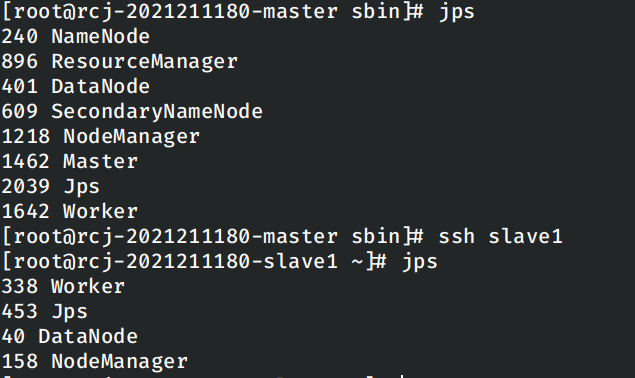 [root@rcj-2021211180-master sbin]# jps
240 NameNode
896 ResourceManager
401 DataNode
609 SecondaryNameNode
1218 NodeManager
1462 Master
2039 Jps
1642 Worker
[root@rcj-2021211180-master sbin]# ssh slave1
[root@rcj-2021211180-slave1 ~]# jps
338 Worker
453 Jps
40 DataNode
158 NodeManager